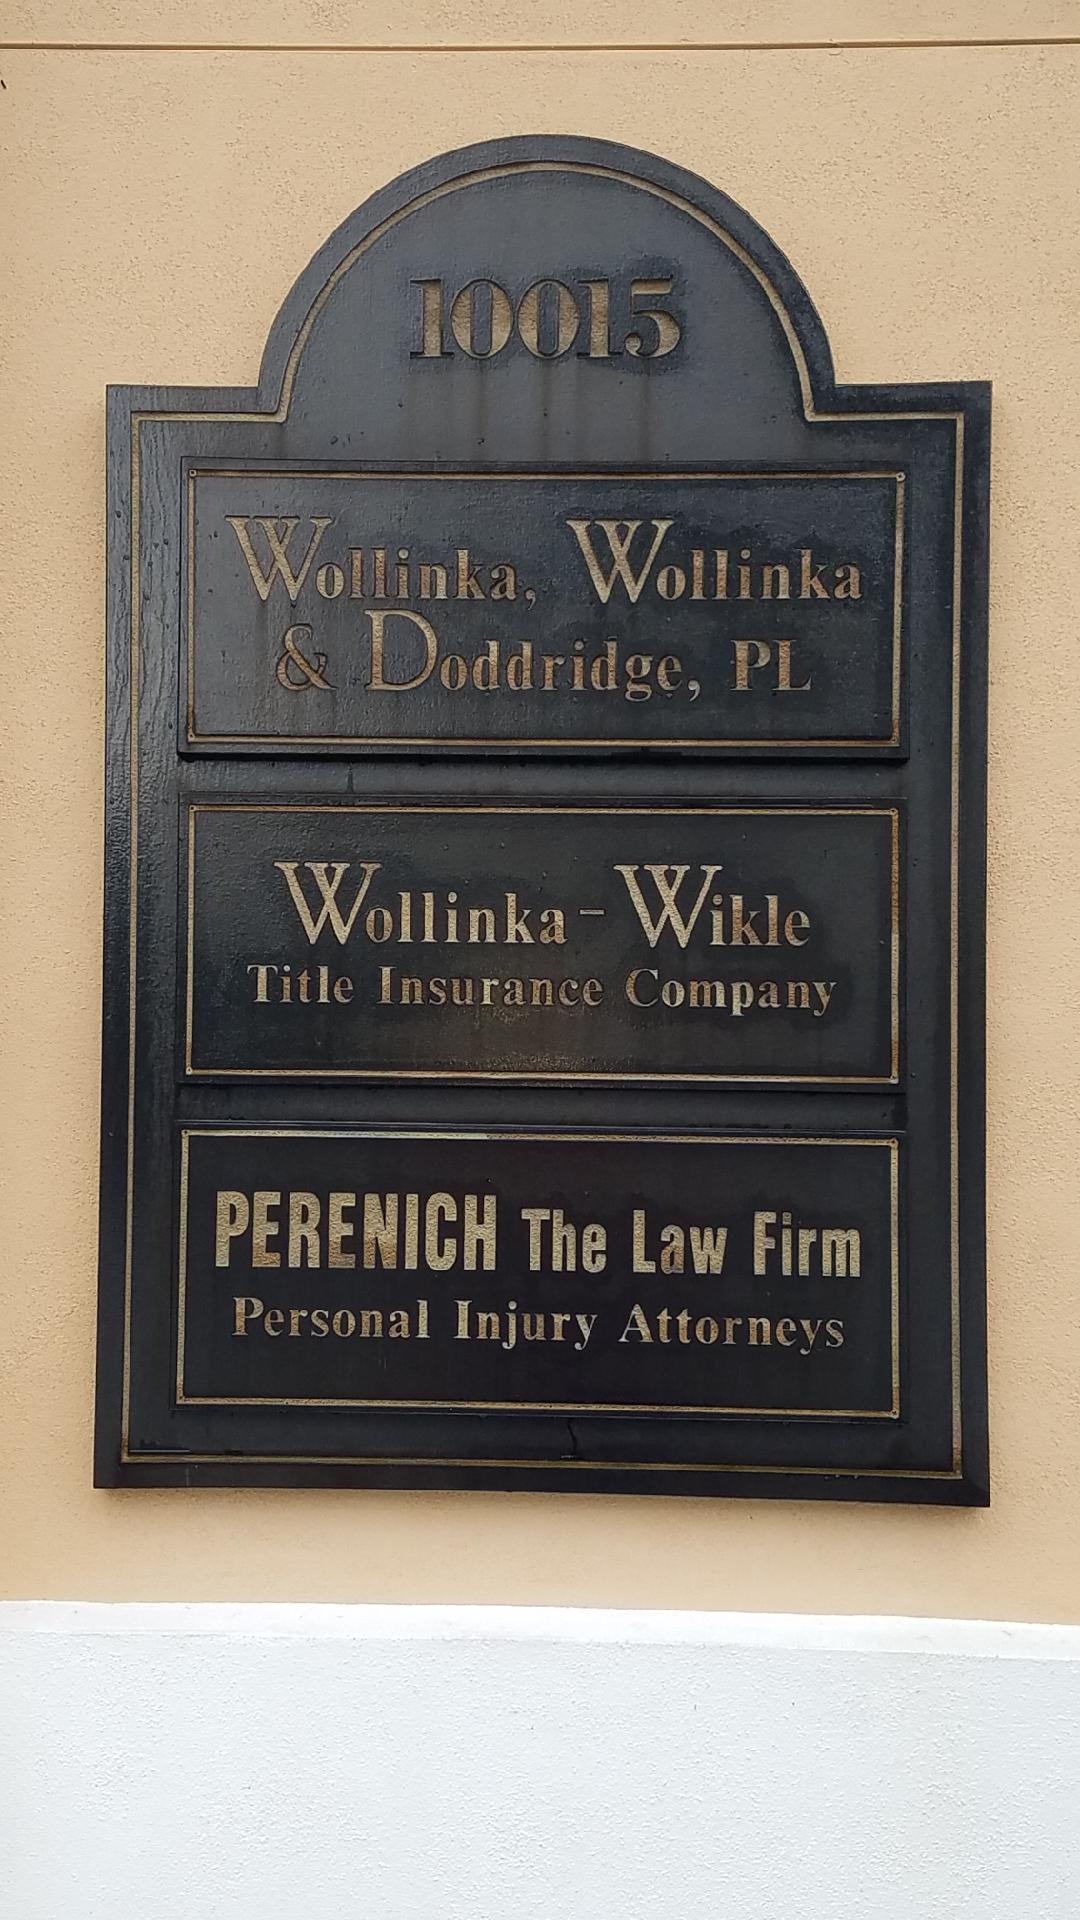 10015
Wollinka, Wollinka
& Doddridge, PL
Wollinka - Wikle
Title Insurance Company
PERENICH The Law Firm
Personal Injury Attorneys